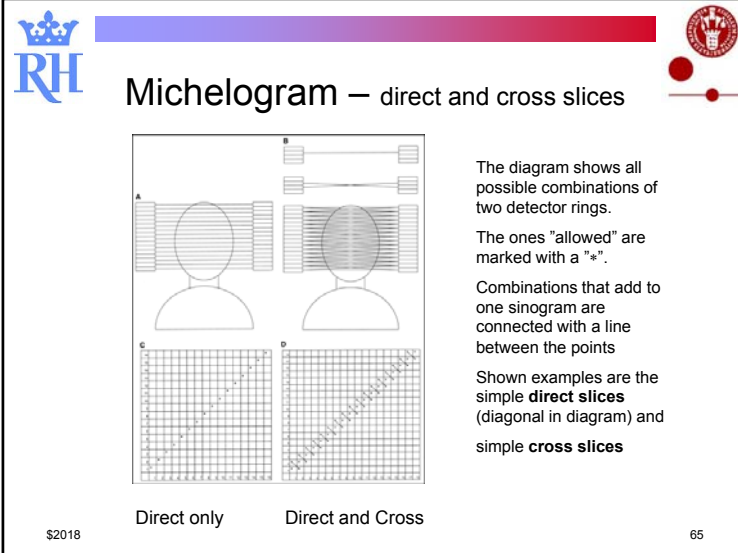 RH
Michelogram – direct and cross slices
B
A
C
D
The diagram shows all
possible combinations of
two detector rings.
The ones ”allowed” are
marked with a ”*”.
Combinations that add to
one sinogram are
connected with a line
between the points
Shown examples are the
simple direct slices
(diagonal in diagram) and
simple cross slices
Direct only
Direct and Cross
$2018
65